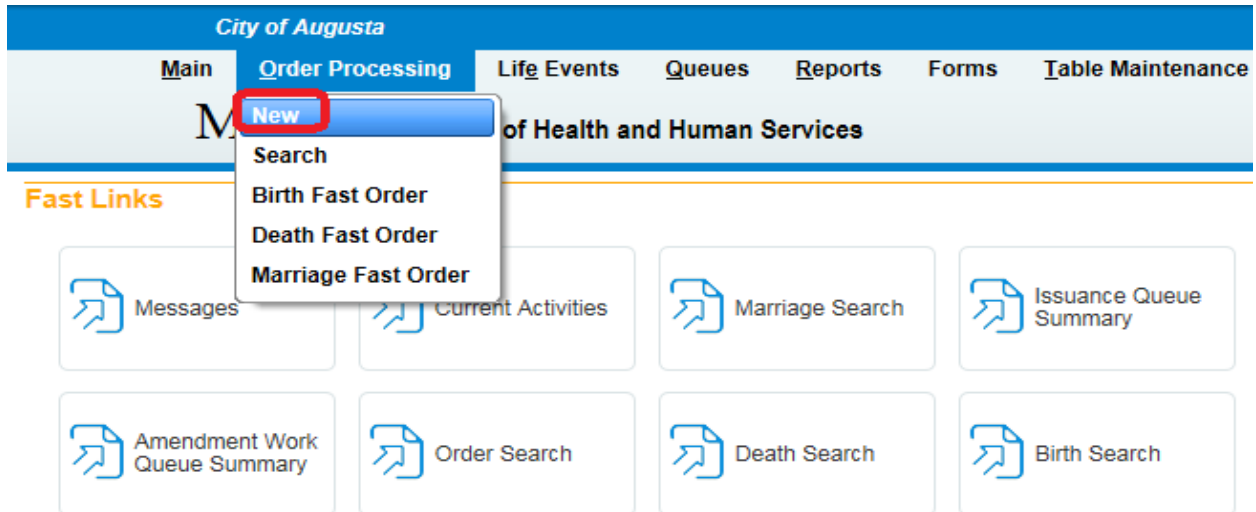 City of Augusta
Main Order Processing Life Events Queues Reports Forms Table Maintenance
M of Health and Human Services
New
Search
Birth Fast Order
Death Fast Order
Marriage Fast Order
Fast Links
Messages Current Activities Marriage Search Issuance Queue Summary
Amendment Work Queue Summary Order Search Death Search Birth Search